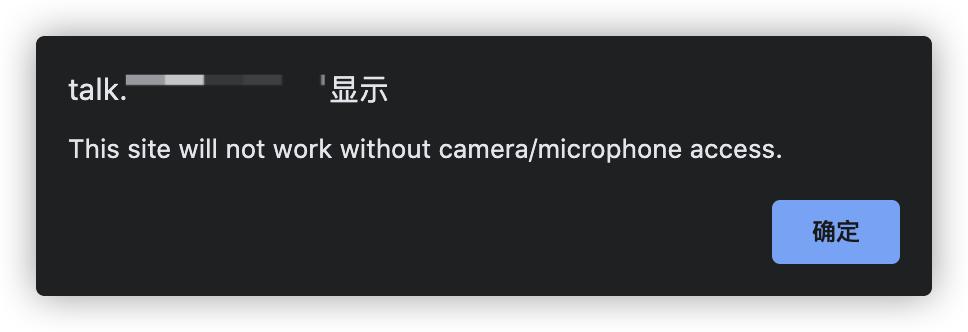 talk. 显示
This site will not work without camera/microphone access.
确定